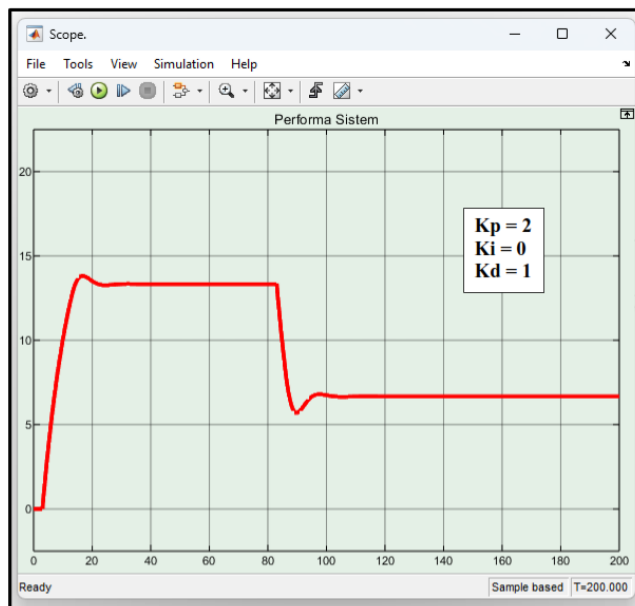 Scope.
File Tools View Simulation Help
Performa Sistem
20
15
10
5
0
Kp = 2
Ki = 0
Kd = 1
0 20 40 60 80 100 120 140 160 180 200
Ready Sample based T=200.000